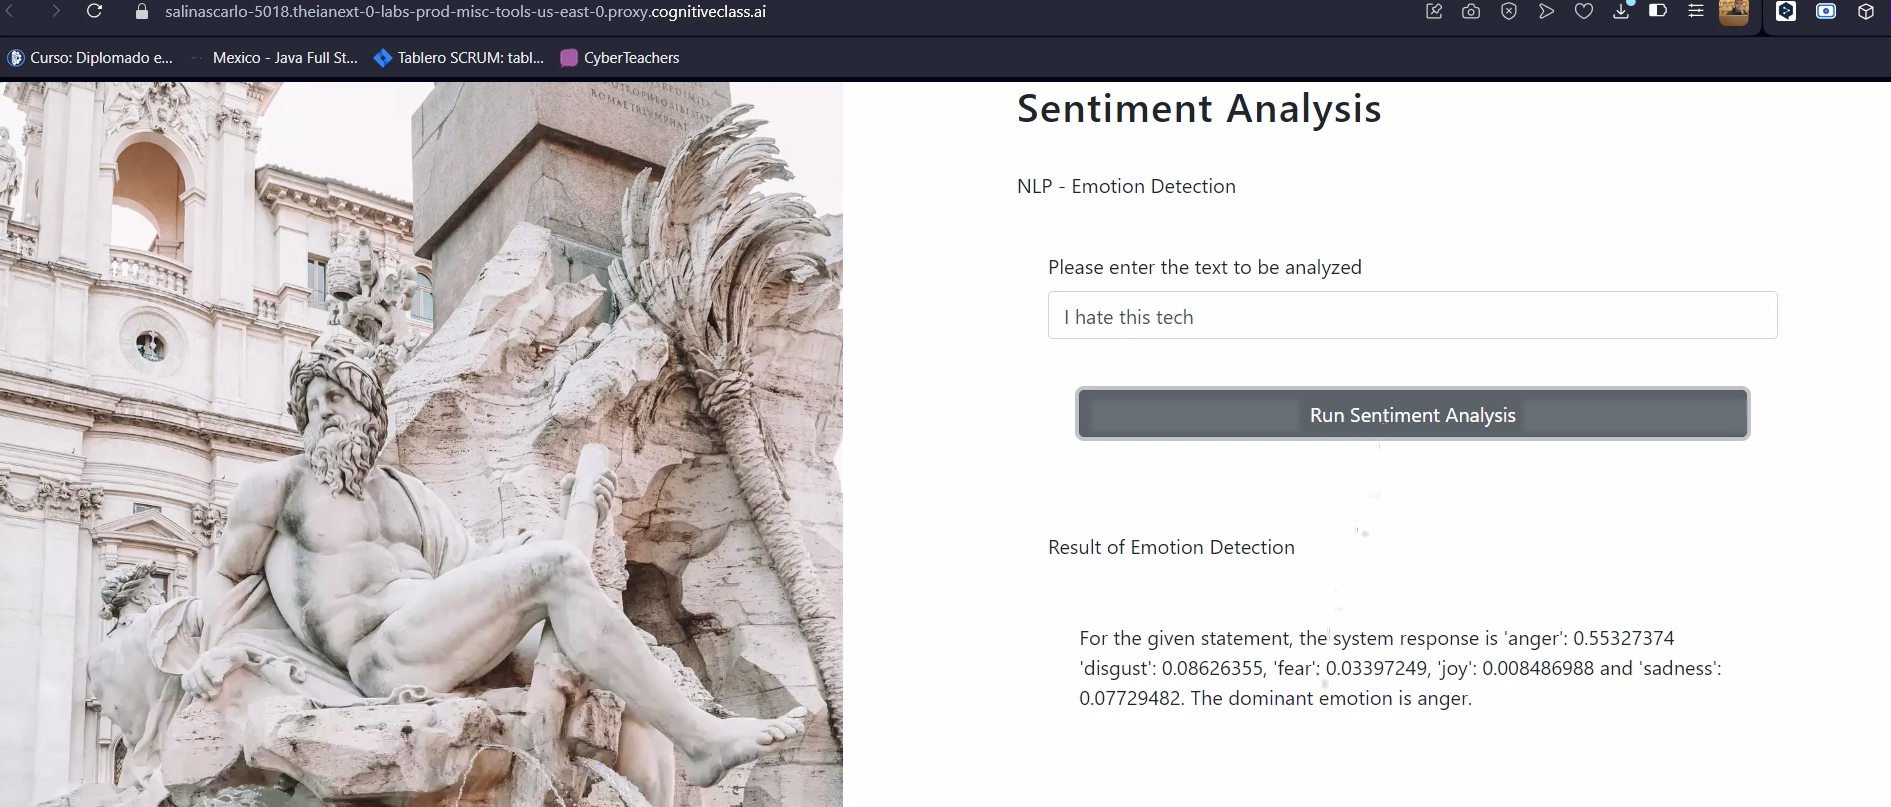 salinascarlo-5018.theianext-0-labs-prod-misc-tools-us-east-0.proxy.cognitiveclass.ai
Curso: Diplomado e... Mexico - Java Full St... Tablero SCRUM: tabl... CyberTeachers
Sentiment Analysis
NLP - Emotion Detection
Please enter the text to be analyzed
I hate this tech
Run Sentiment Analysis
Result of Emotion Detection
For the given statement, the system response is 'anger': 0.55327374
'disgust': 0.08626355, 'fear': 0.03397249, 'joy': 0.008486988 and 'sadness':
0.07729482. The dominant emotion is anger.